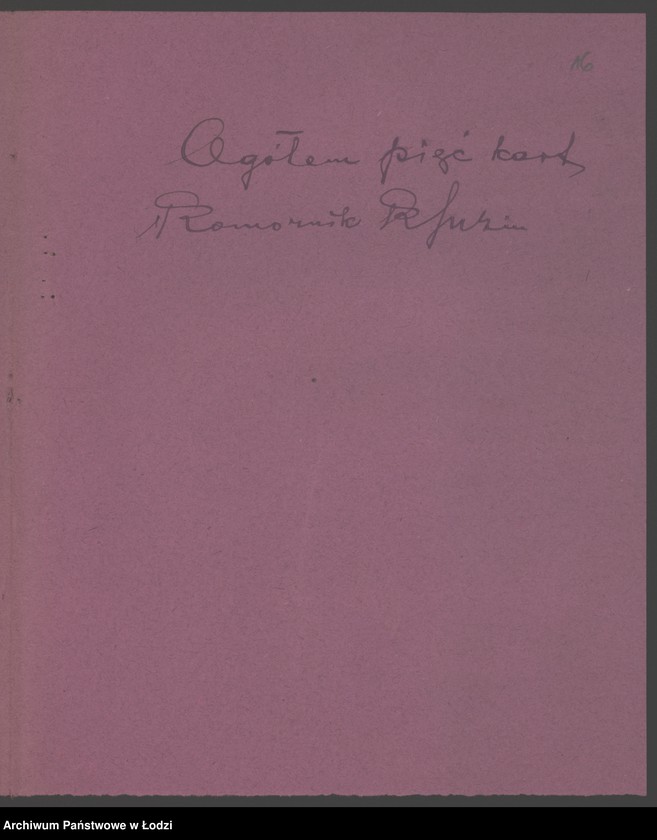 16
Ogółem pięć kart
Komornik
Archiwum Państwowe w Łodzi